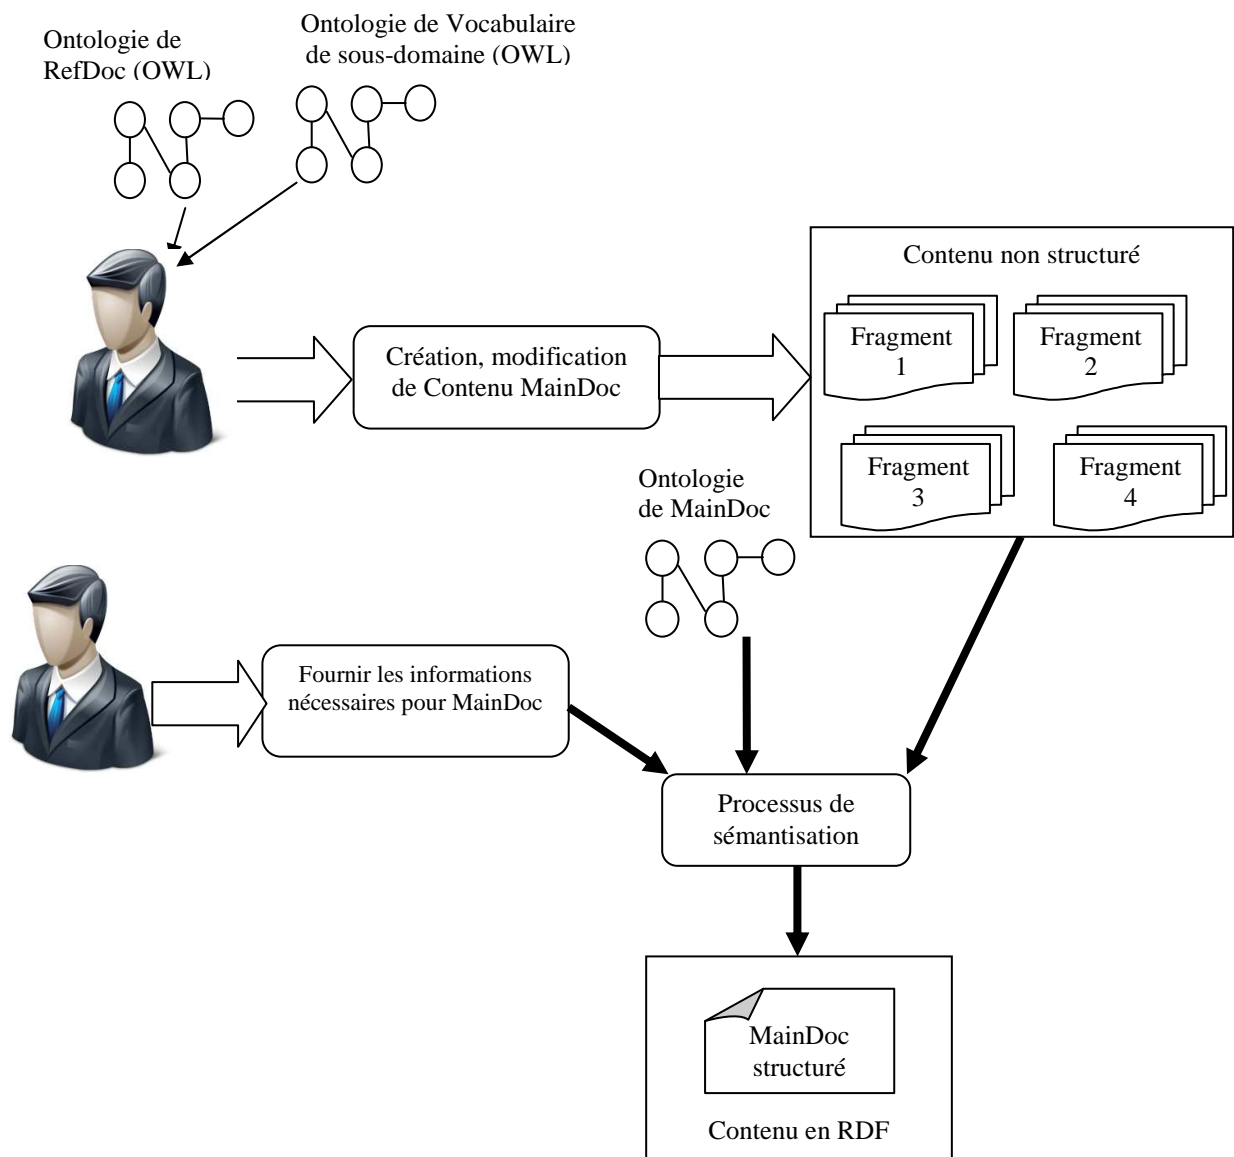 Ontologie de
RefDoc (OWL)
Ontologie de Vocabulaire
de sous-domaine (OWL)
Contenu non structuré
Fragment
1
Fragment
2
Création, modification
de Contenu MainDoc
Fragment
3
Fragment
4
Ontologie
de MainDoc
Fournir les informations
nécessaires pour MainDoc
Processus de
sémantisation
MainDoc
structuré
Contenu en RDF